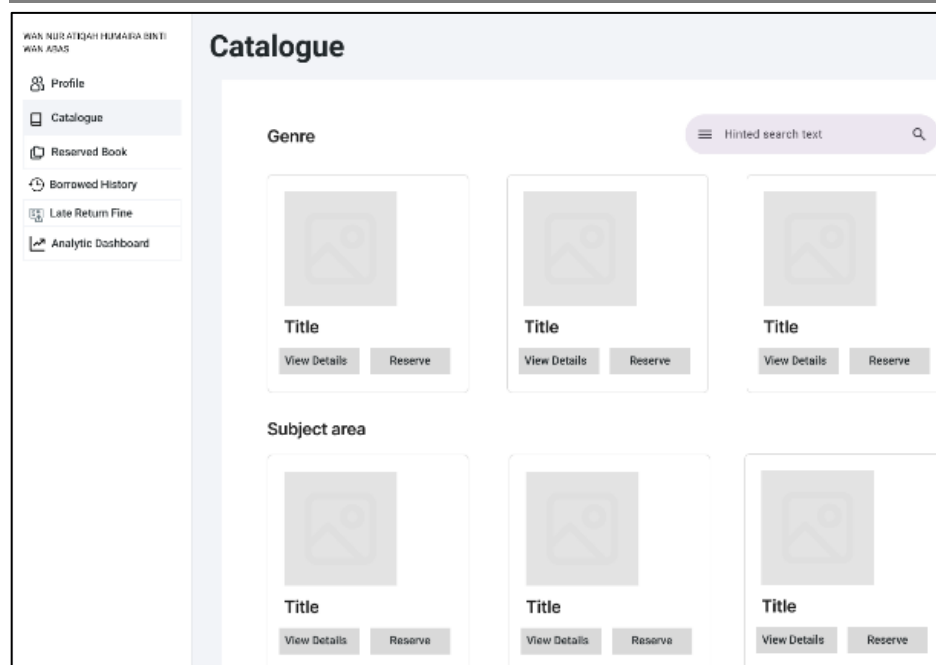 WAN NUR ATIQAH HUMAIRA BINTI
WAN ABAS
Profile
Catalogue
Reserved Book
Borrowed History
Late Return Fine
Analytic Dashboard
Catalogue
Genre
Hinted search text
Title
Title
Title
View Details Reserve
View Details Reserve
View Details Reserve
Subject area
Title
Title
Title
View Details Reserve
View Details Reserve
View Details Reserve